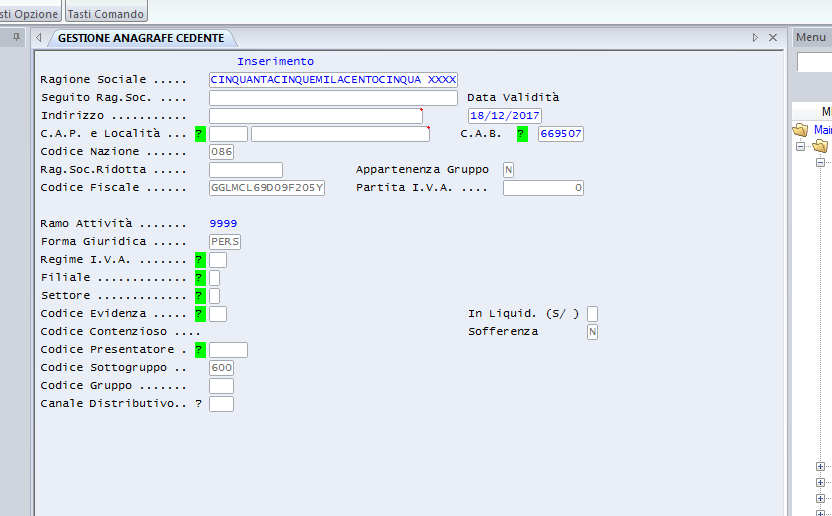 sti Opzione Tasti Comando
GESTIONE ANAGRAFE CEDENTE Menu
Inserimento
Ragione Sociale ..... CINQUANTACINQUEMILACENTOCINQUA XXXX
Seguito Rag.Soc. .... Data Validità
Indirizzo ........... 18/12/2017
C.A.P. e Località ... ? C.A.B. ? 669507
Codice Nazione ...... 086
Rag.Soc.Ridotta ..... Appartenenza Gruppo N
Codice Fiscale ...... GGLMCL69D09F205Y Partita I.V.A. .... 0
Ramo Attività ....... 9999
Forma Giuridica ..... PERS
Regime I.V.A. ....... ?
Filiale ............. ?
Settore ............. ?
Codice Evidenza ..... ? In Liquid. (S/ )
Codice Contenzioso .... Sofferenza N
Codice Presentatore . ?
Codice Sottogruppo .. 600
Codice Gruppo .......
Canale Distributivo.. ?
M
Mai